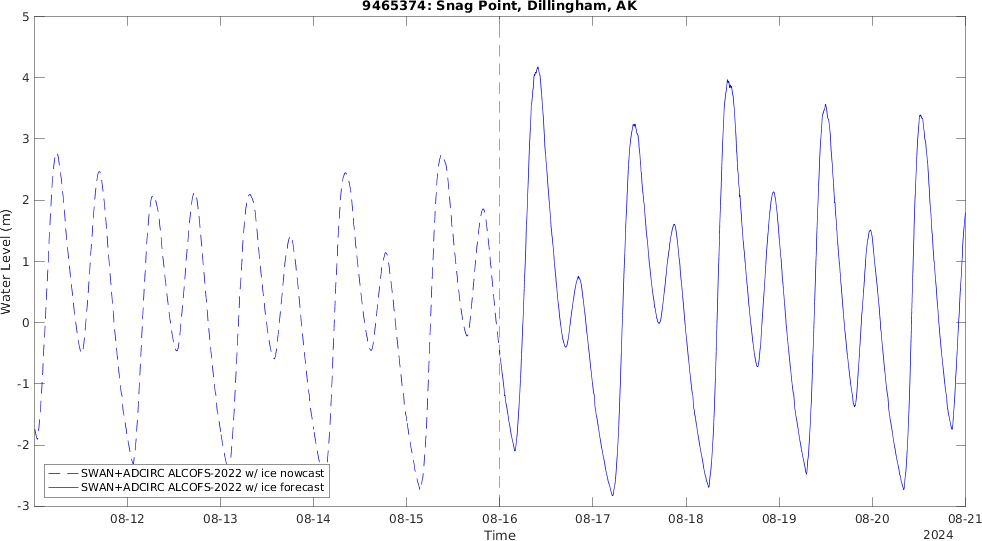 9465374: Snag Point, Dillingham, AK
5
4
3
2
1
0
-1
-2
-3
Water Level (m)
SWAN+ADCIRC ALCOFS-2022 w/ ice nowcast
SWAN+ADCIRC ALCOFS-2022 w/ ice forecast
08-12 08-13 08-14 08-15 08-16 08-17 08-18 08-19 08-20 08-21
Time
2024